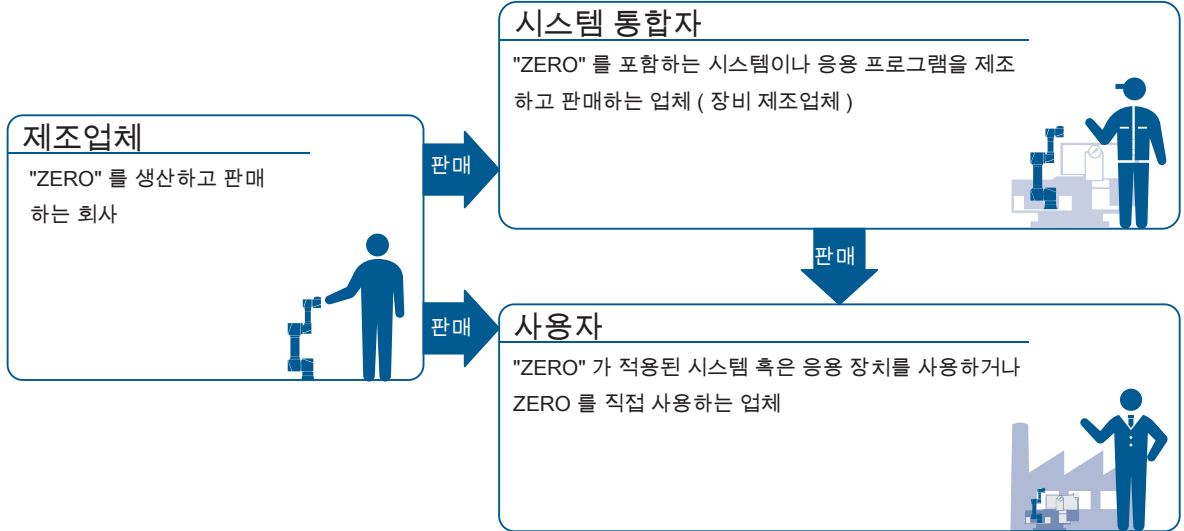 시스템 통합자
"ZERO" 를 포함하는 시스템이나 응용 프로그램을 제조
하고 판매하는 업체 ( 장비 제조업체 )
제조업체
"ZERO" 를 생산하고 판매
하는 회사
판매
판매
판매
사용자
"ZERO" 가 적용된 시스템 혹은 응용 장치를 사용하거나
ZERO 를 직접 사용하는 업체